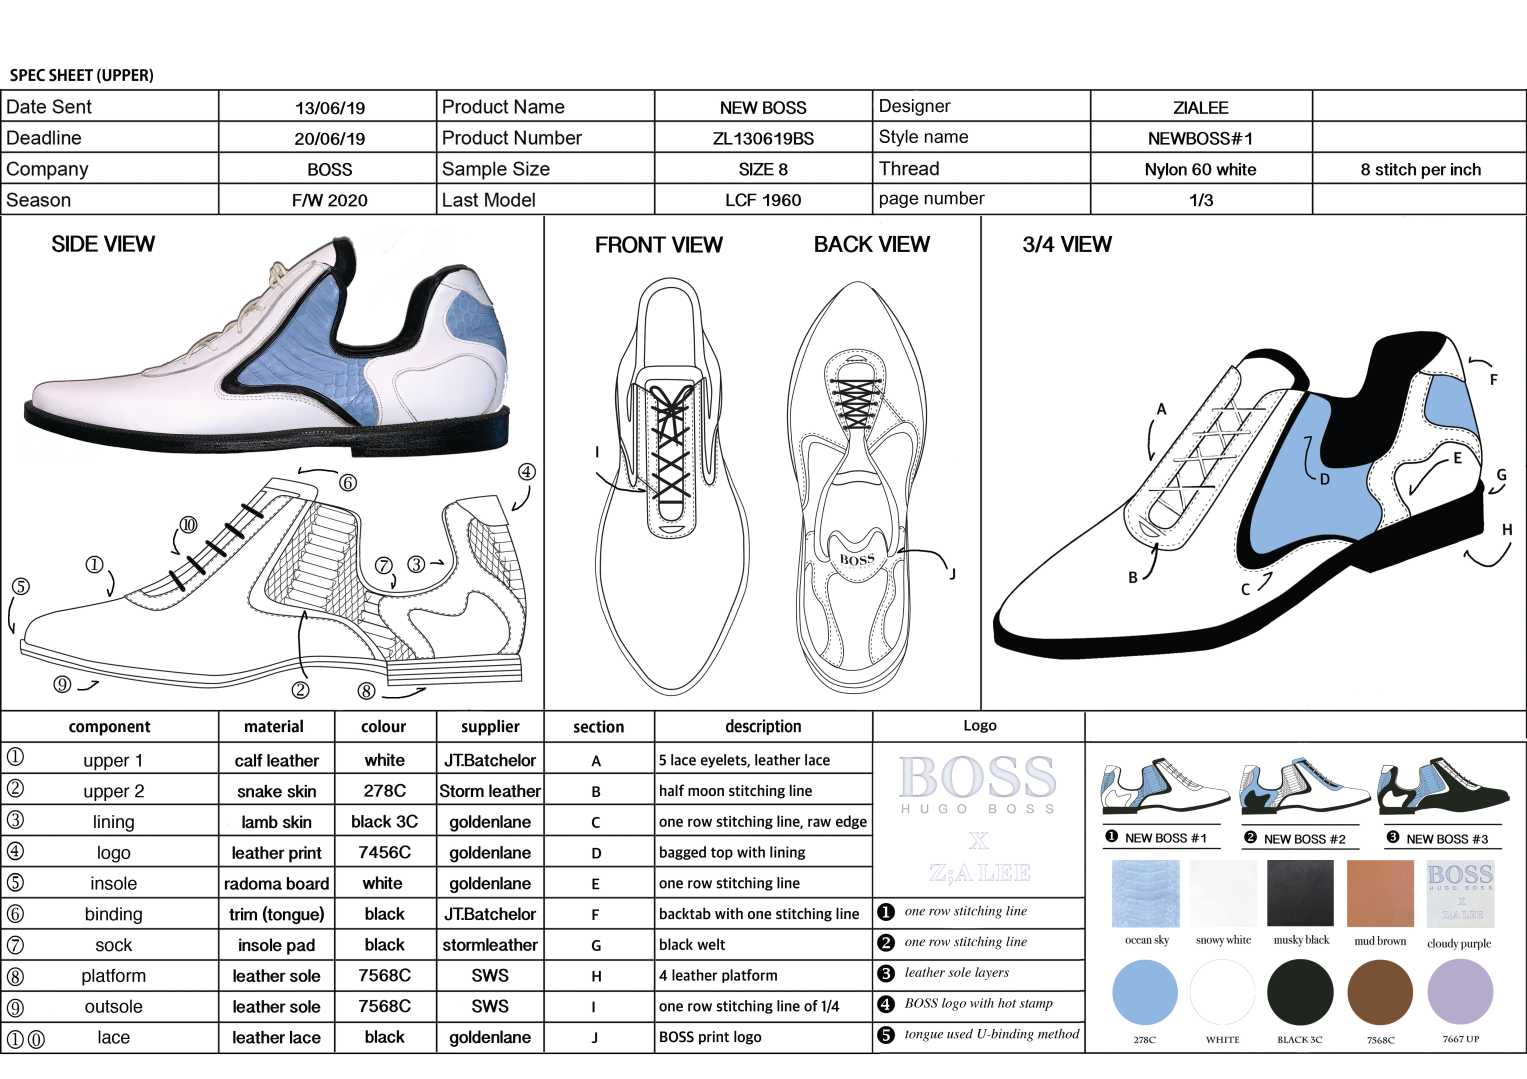 SPEC SHEET (UPPER)
Date Sent 13/06/19 Product Name NEW BOSS Designer ZIALEE
Deadline 20/06/19 Product Number ZL130619BS Style name NEWBOSS#1
Company BOSS Sample Size SIZE 8 Thread Nylon 60 white 8 stitch per inch
Season F/W 2020 Last Model LCF 1960 page number 1/3
SIDE VIEW
FRONT VIEW
BACK VIEW
3/4 VIEW
⑥
④
⑩
①
⑦
③
⑤
⑨
②
⑧
I
BOSS
J
A
F
E
G
D
H
B
C
component material colour supplier section description Logo
① upper 1 calf leather white JT.Batchelor A 5 lace eyelets, leather lace
② upper 2 snake skin 278C Storm leather B half moon stitching line
③ lining lamb skin black 3C goldenlane C one row stitching line, raw edge
④ logo leather print 7456C goldenlane D bagged top with lining
⑤ insole radoma board white goldenlane E one row stitching line
⑥ binding trim (tongue) black JT.Batchelor F backtab with one stitching line
⑦ sock insole pad black stormleather G black welt
⑧ platform leather sole 7568C SWS H 4 leather platform
⑨ outsole leather sole 7568C SWS I one row stitching line of 1/4
①⓪ lace leather lace black goldenlane J BOSS print logo
BOSS
HUGO BOSS
X
Z;A LEE
❶ one row stitching line
❷ one row stitching line
❸ leather sole layers
❹ BOSS logo with hot stamp
❺ tongue used U-binding method
❶ NEW BOSS #1 ❷ NEW BOSS #2 ❸ NEW BOSS #3
BOSS
HUGO BOSS
X
Z;A LEE
ocean sky snowy white musky black mud brown cloudy purple
278C WHITE BLACK 3C 7568C 7667 UP